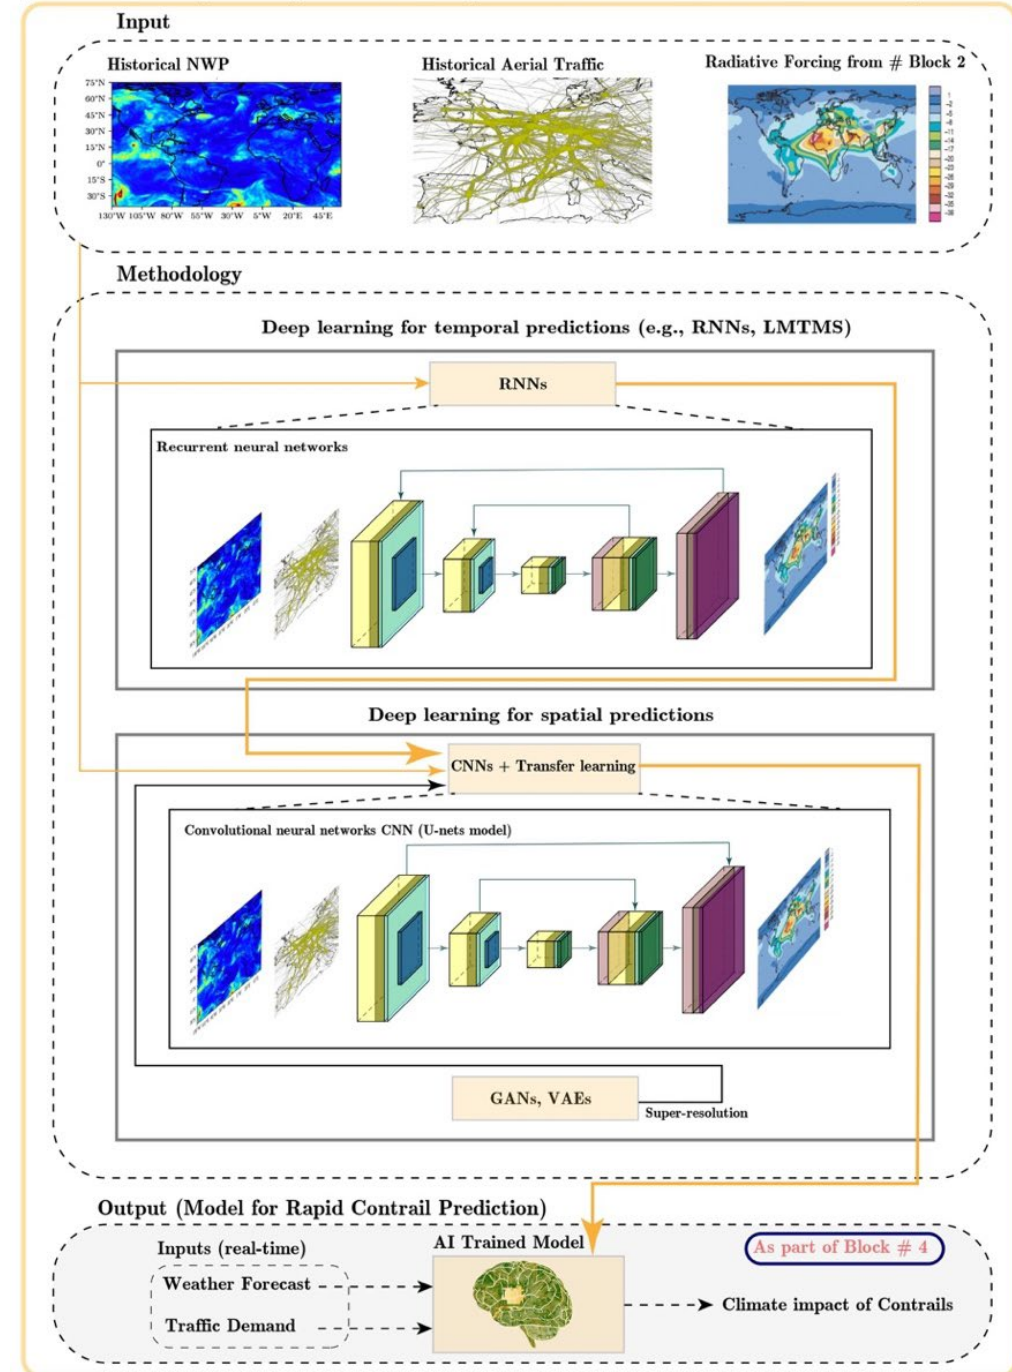 Input
Historical NWP
Historical Aerial Traffic
Radiative Forcing from # Block 2
75°N
60°N
45°N
30°N
15°N
0°
15°S
30°S
130°W 105°W 80°W 55°W 30°W 5°W 20°E 45°E
Methodology
Deep learning for temporal predictions (e.g., RNNs, LMTMS)
RNNs
Recurrent neural networks
Deep learning for spatial predictions
CNNs + Transfer learning
Convolutional neural networks CNN (U-nets model)
GANs, VAEs
Super-resolution
Output (Model for Rapid Contrail Prediction)
Inputs (real-time)
AI Trained Model
As part of Block # 4
Weather Forecast
Climate impact of Contrails
Traffic Demand